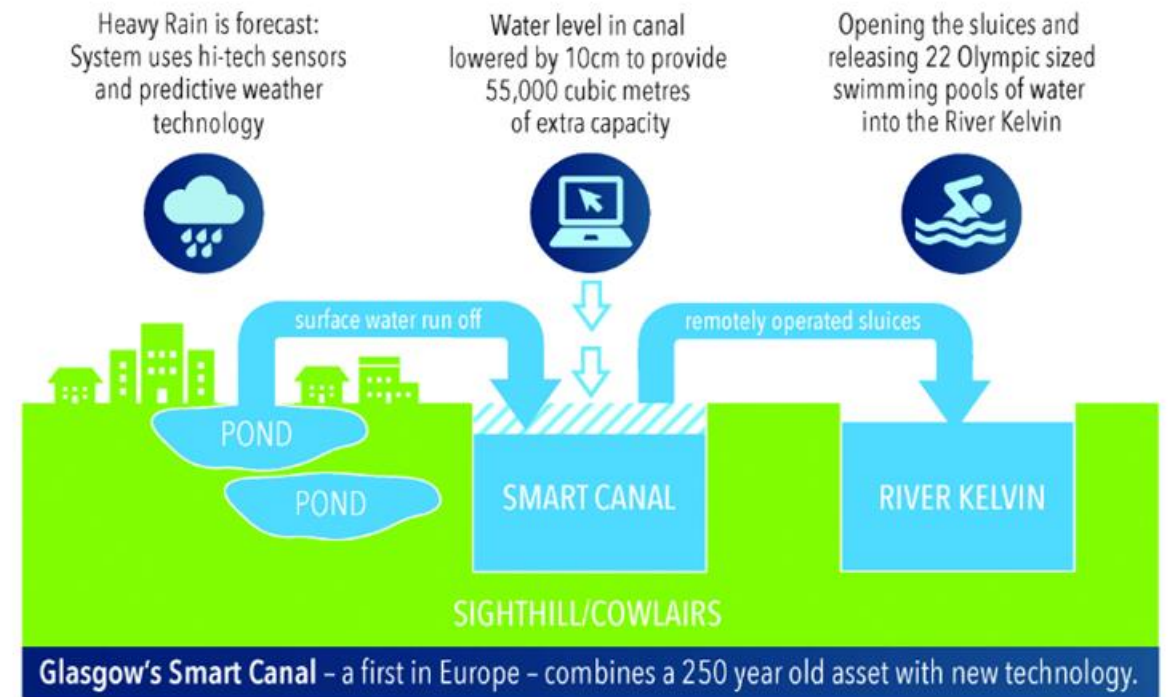 Heavy Rain is forecast:
System uses hi-tech sensors
and predictive weather
technology
Water level in canal
lowered by 10cm to provide
55,000 cubic metres
of extra capacity
Opening the sluices and
releasing 22 Olympic sized
swimming pools of water
into the River Kelvin
surface water run off
remotely operated sluices
POND
POND
SMART CANAL
RIVER KELVIN
SIGHTHILL/COWLAIRS
Glasgow's Smart Canal – a first in Europe – combines a 250 year old asset with new technology.